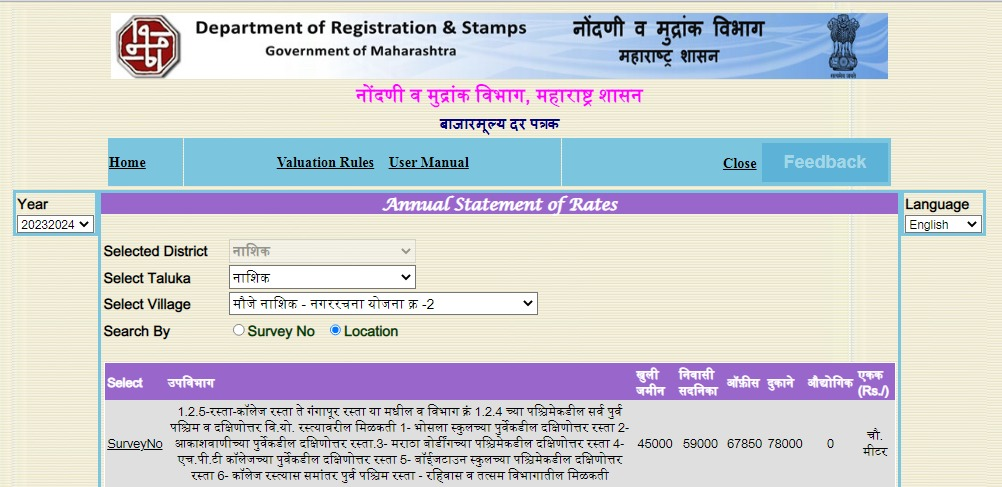 Department of Registration & Stamps
Government of Maharashtra
नोंदणी व मुद्रांक विभाग
महाराष्ट्र शासन
नोंदणी व मुद्रांक विभाग, महाराष्ट्र शासन
बाजारमूल्य दर पत्रक
Home Valuation Rules User Manual Close Feedback
Year Annual Statement of Rates Language
20232024 English
Selected District नाशिक
Select Taluka नाशिक
Select Village मौजे नाशिक - नगररचना योजना क्र -2
Search By Survey No Location
Select उपविभाग खुली जमीन निवासी सदनिका ऑफ़ीस दुकाने औद्योगिक एकक (Rs./)
1.2.5-रस्ता-कॉलेज रस्ता ते गंगापूर रस्ता या मधील व विभाग क्रं 1.2.4 च्या पश्चिमेकडील सर्व पुर्व
पश्चिम व दक्षिणोत्तर वि.यो. रस्त्यावरील मिळकती 1- भोसला स्कुलच्या पुर्वेकडील दक्षिणोत्तर रस्ता 2-
SurveyNo आकाशवाणीच्या पुर्वेकडील दक्षिणोत्तर रस्ता.3- मराठा बोर्डींगच्या पश्चिमेकडील दक्षिणोत्तर रस्ता 4- 45000 59000 67850 78000 0 चौ. मीटर
एच.पी.टी कॉलेजच्या पुर्वेकडील दक्षिणोत्तर रस्ता 5- बॉईजटाउन स्कुलच्या पश्चिमेकडील दक्षिणोत्तर
रस्ता 6- कॉलेज रस्त्यास समांतर पुर्व पश्चिम रस्ता - रहिवास व तत्सम विभागातील मिळकती